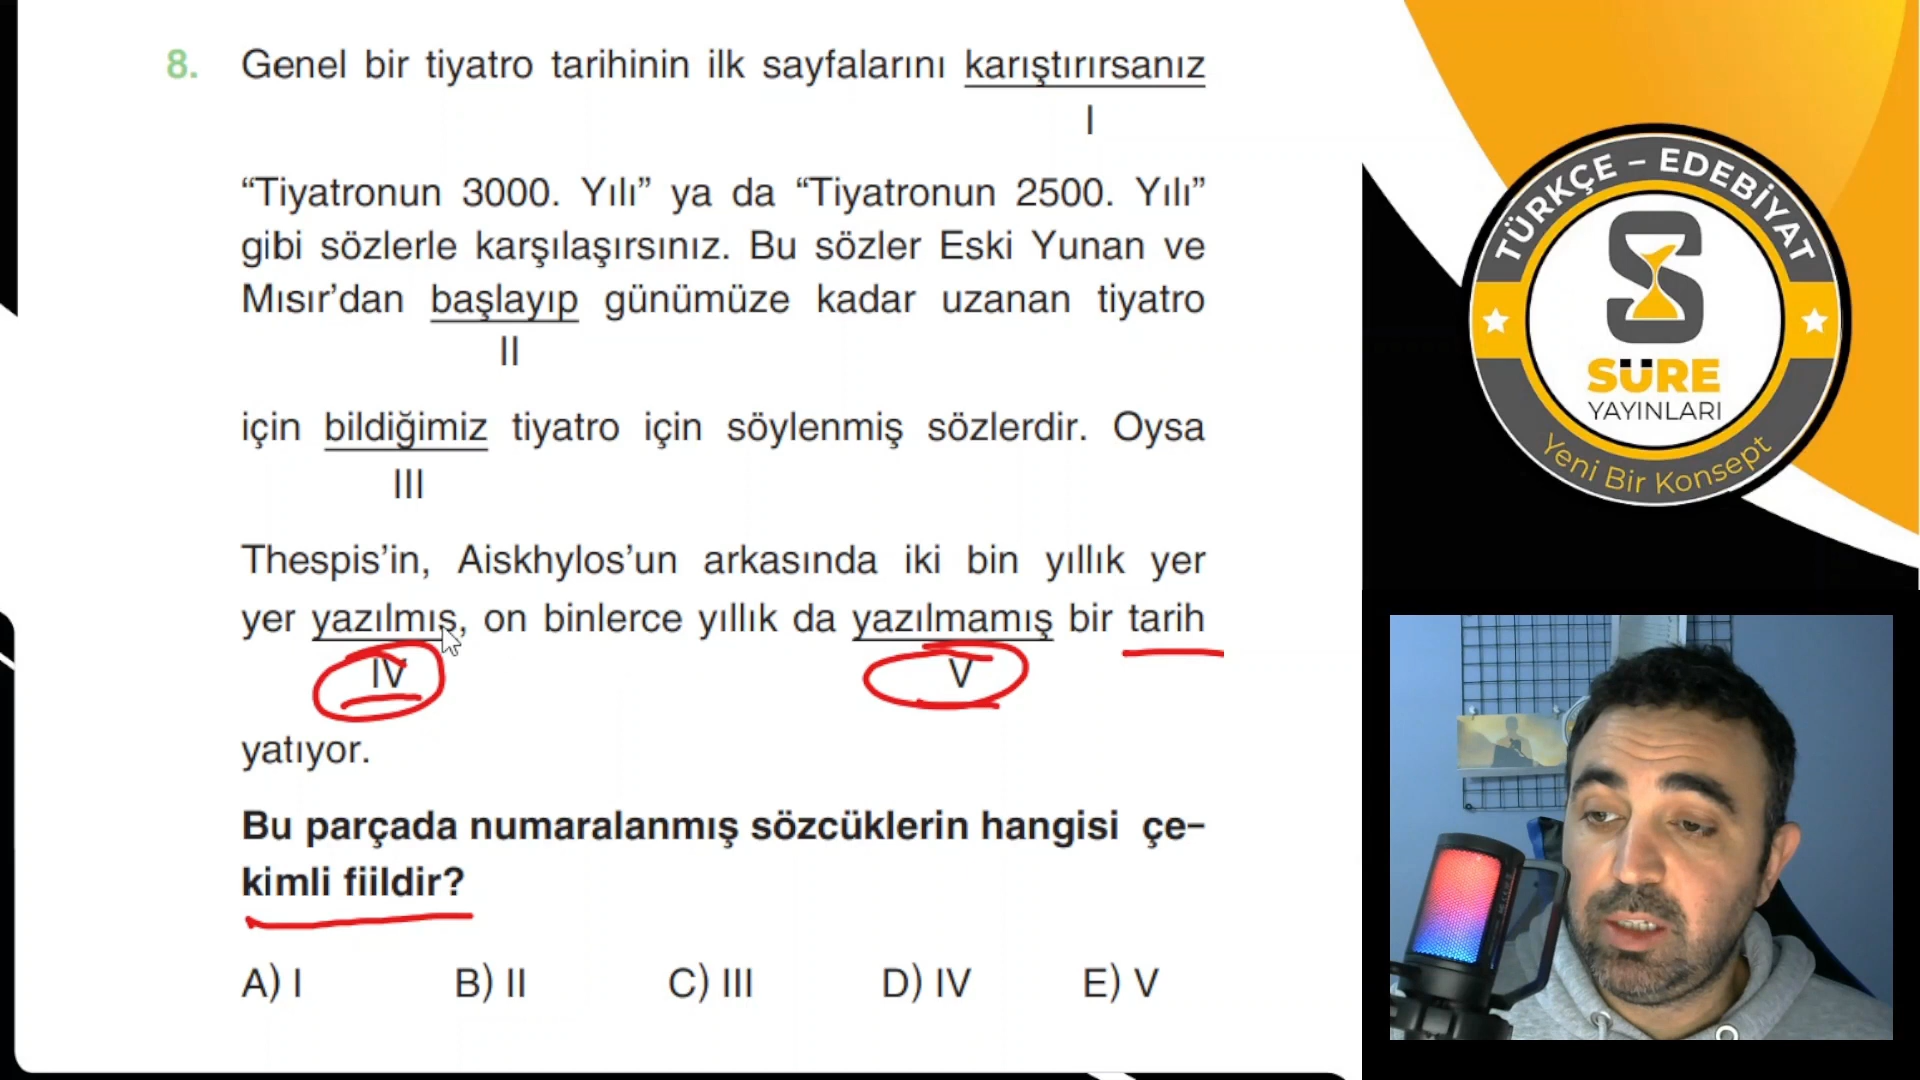 8. Genel bir tiyatro tarihinin ilk sayfalarını karıştırırsanız
I
“Tiyatronun 3000. Yılı” ya da “Tiyatronun 2500. Yılı”
gibi sözlerle karşılaşırsınız. Bu sözler Eski Yunan ve
Mısır’dan başlayıp günümüze kadar uzanan tiyatro
II
için bildiğimiz tiyatro için söylenmiş sözlerdir. Oysa
III
Thespis’in, Aiskhylos’un arkasında iki bin yıllık yer
yer yazılmış, on binlerce yıllık da yazılmamış bir tarih
IV V
yatıyor.
Bu parçada numaralanmış sözcüklerin hangisi çe-
kimli fiildir?
A) I B) II C) III D) IV E) V
TÜRKÇE – EDEBİYAT
SÜRE
YAYINLARI
Yeni Bir Konsept